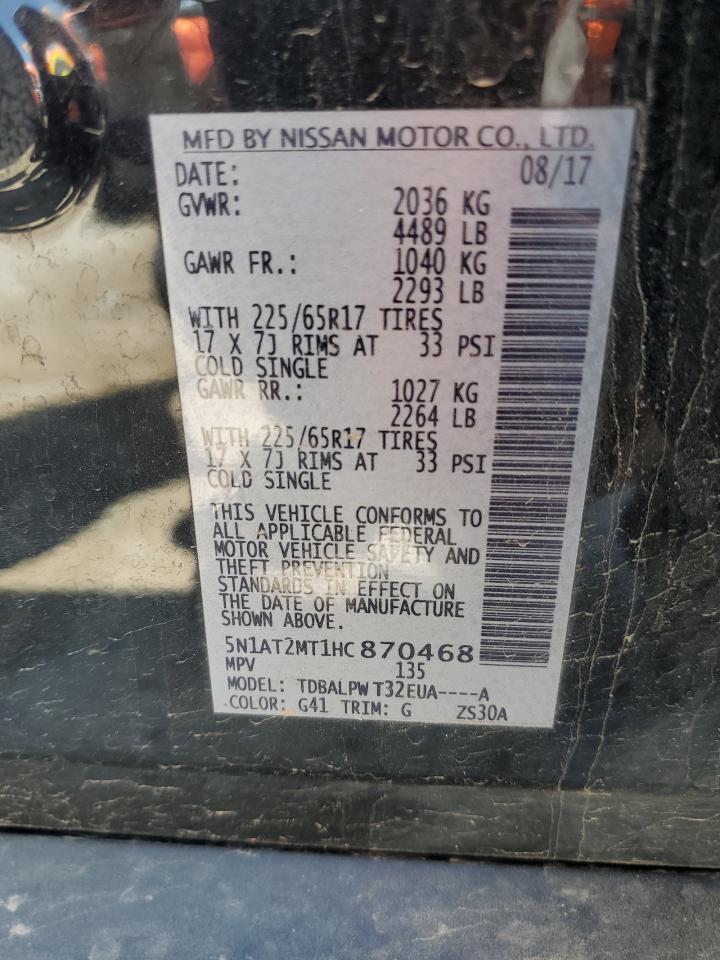 MFD BY NISSAN MOTOR CO., LTD.
DATE: 08/17
GVWR: 2036 KG
4489 LB
GAWR FR.: 1040 KG
2293 LB
WITH 225/65R17 TIRES
17 X 7J RIMS AT 33 PSI
COLD SINGLE
GAWR RR.: 1027 KG
2264 LB
WITH 225/65R17 TIRES
17 X 7J RIMS AT 33 PSI
COLD SINGLE
THIS VEHICLE CONFORMS TO
ALL APPLICABLE FEDERAL
MOTOR VEHICLE SAFETY AND
THEFT PREVENTION
STANDARDS IN EFFECT ON
THE DATE OF MANUFACTURE
SHOWN ABOVE.
5N1AT2MT1HC870468
MPV 135
MODEL: TDBALPW T32EUA----A
COLOR: G41 TRIM: G ZS30A